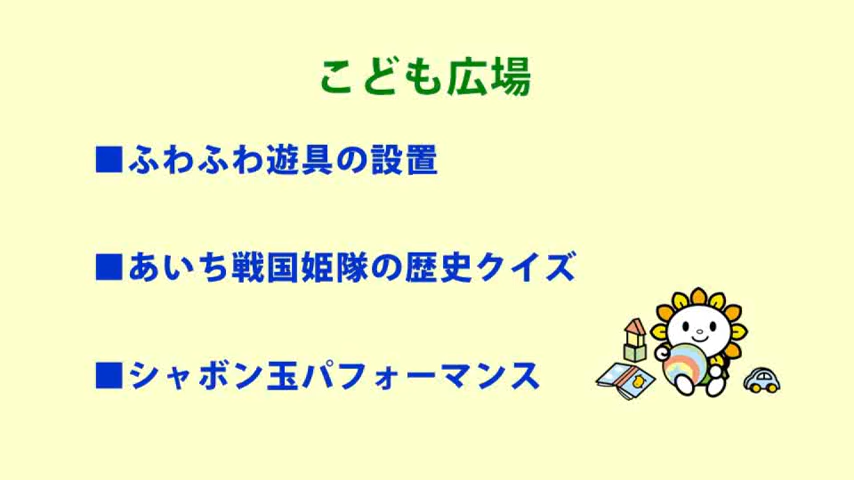 こども広場
■ふわふわ遊具の設置
■あいち戦国姫隊の歴史クイズ
■シャボン玉パフォーマンス